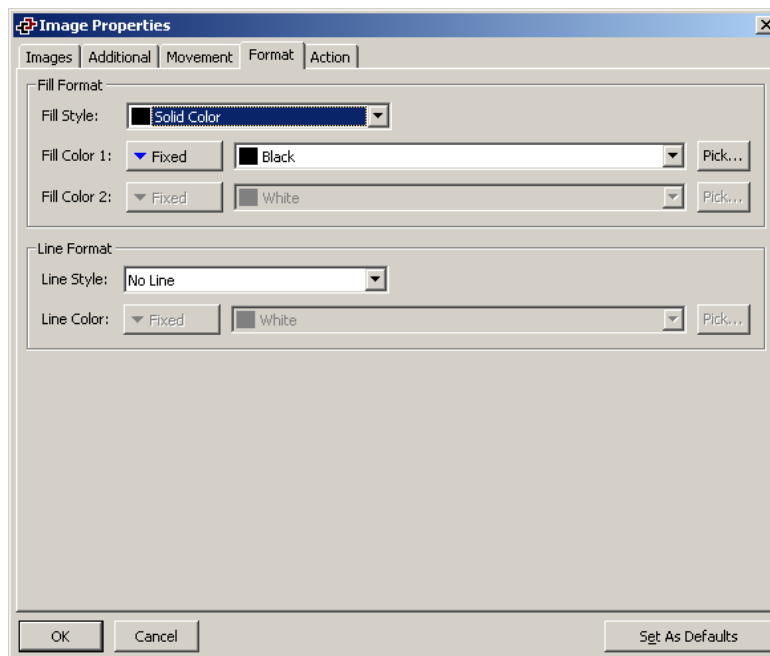 Image Properties
Images Additional Movement Format Action
Fill Format
Fill Style: Solid Color
Fill Color 1: Fixed Black Pick...
Fill Color 2: Fixed White Pick...
Line Format
Line Style: No Line
Line Color: Fixed White Pick...
OK Cancel Set As Defaults